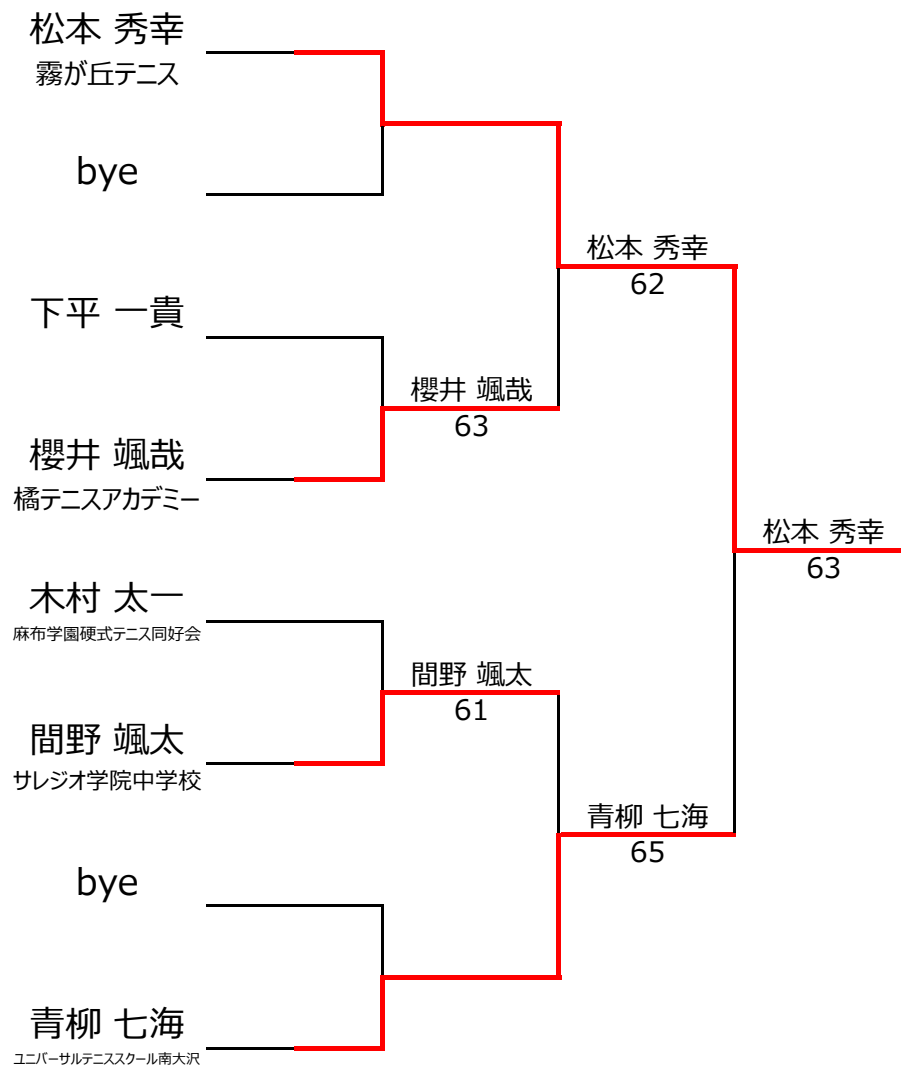 松本 秀幸
霧が丘テニス
bye
下平 一貴
櫻井 颯哉
橘テニスアカデミー
木村 太一
麻布学園硬式テニス同好会
間野 颯太
サレジオ学院中学校
bye
青柳 七海
ユニバーサルテニススクール南大沢
櫻井 颯哉
63
間野 颯太
61
松本 秀幸
62
青柳 七海
65
松本 秀幸
63